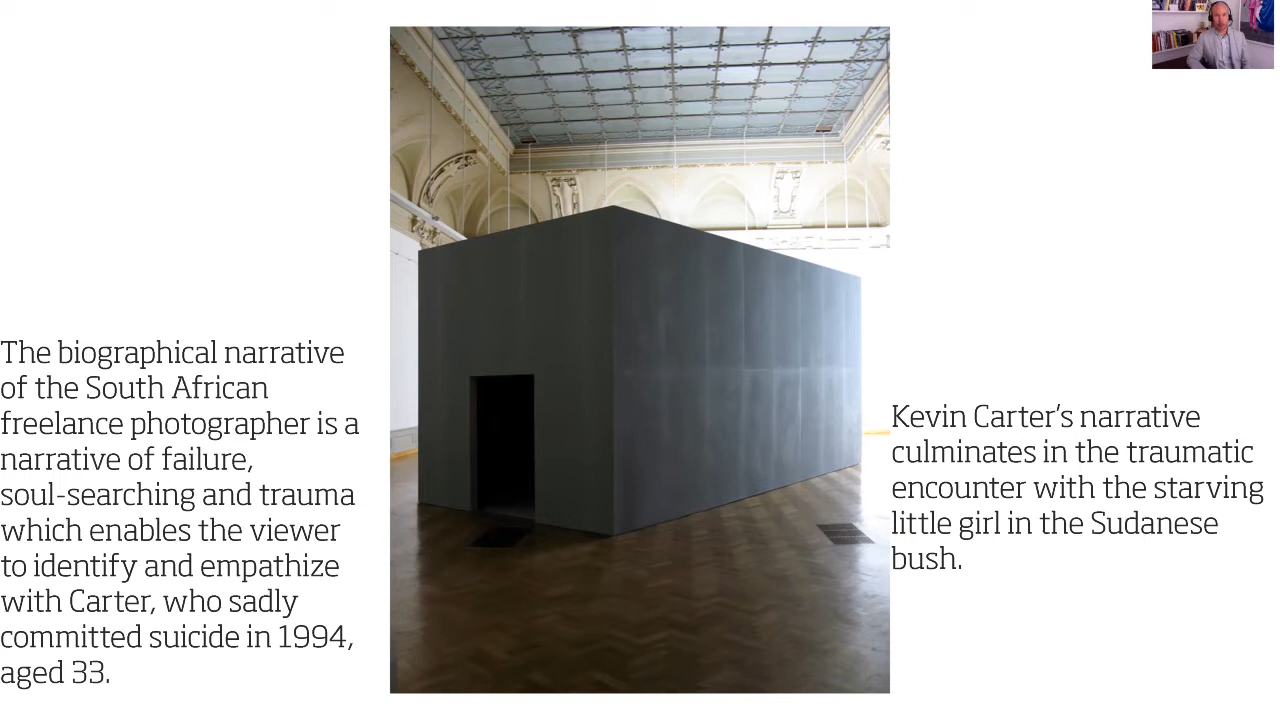 The biographical narrative
of the South African
freelance photographer is a
narrative of failure,
soul-searching and trauma
which enables the viewer
to identify and empathize
with Carter, who sadly
committed suicide in 1994,
aged 33.
Kevin Carter’s narrative
culminates in the traumatic
encounter with the starving
little girl in the Sudanese
bush.